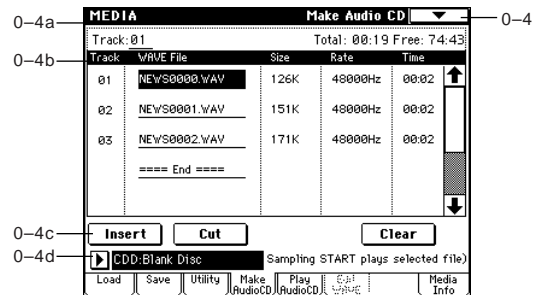 MEDIA Make Audio CD
0–4a 0–4
Track:01 Total: 00:19 Free: 74:43
0–4b Track WAVE File Size Rate Time
01 NEWS0000.WAV 126K 48000Hz 00:02
02 NEWS0001.WAV 151K 48000Hz 00:02
03 NEWS0002.WAV 171K 48000Hz 00:02
==== End ====
0–4c Insert Cut Clear
0–4d CDD:Blank Disc Sampling START plays selected file)
Load Save Utility Make AudioCD Play AudioCD Edit WAVE Media Info